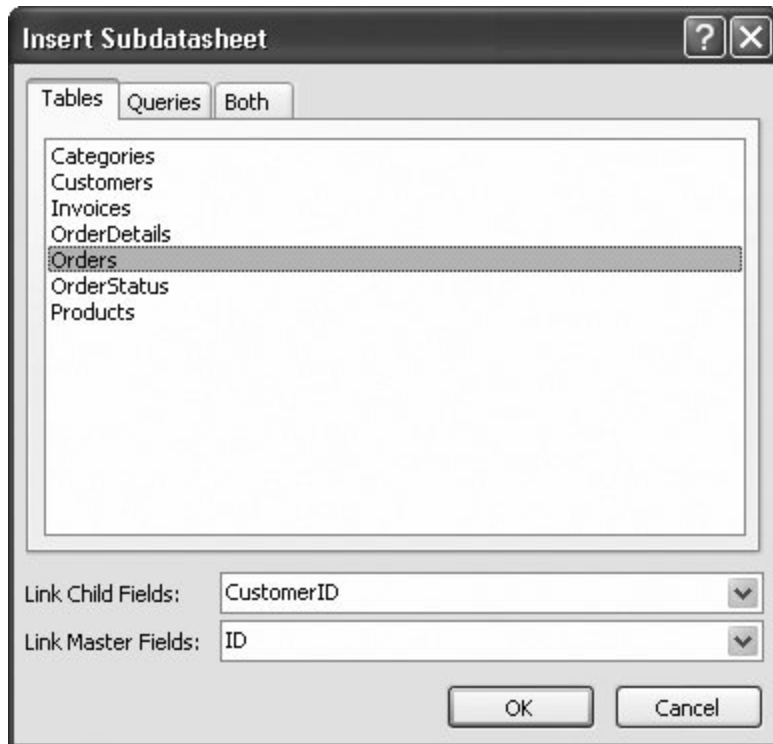 Insert Subdatasheet
Tables Queries Both
Categories
Customers
Invoices
OrderDetails
Orders
OrderStatus
Products
Link Child Fields: CustomerID
Link Master Fields: ID
OK Cancel